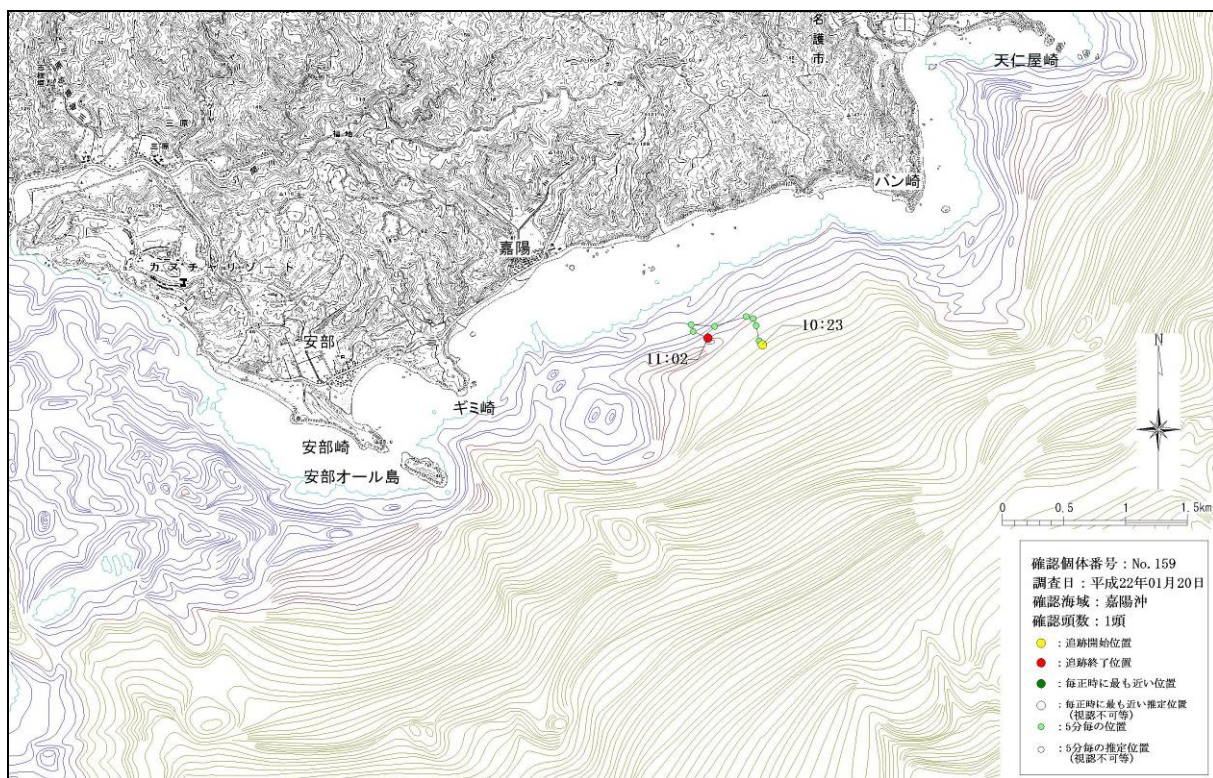 名護市
天仁屋崎
バン崎
三原
三原
福地
嘉陽
カヌチャリゾート
安部
10:23
11:02
ギミ崎
安部崎
安部オール島
N
0 0.5 1 1.5km
確認個体番号：No.159
調査日：平成22年01月20日
確認海域：嘉陽沖
確認頭数：1頭
：追跡開始位置
：追跡終了位置
：毎正時に最も近い位置
：毎正時に最も近い推定位置
(視認不可等)
：5分毎の位置
：5分毎の推定位置
(視認不可等)